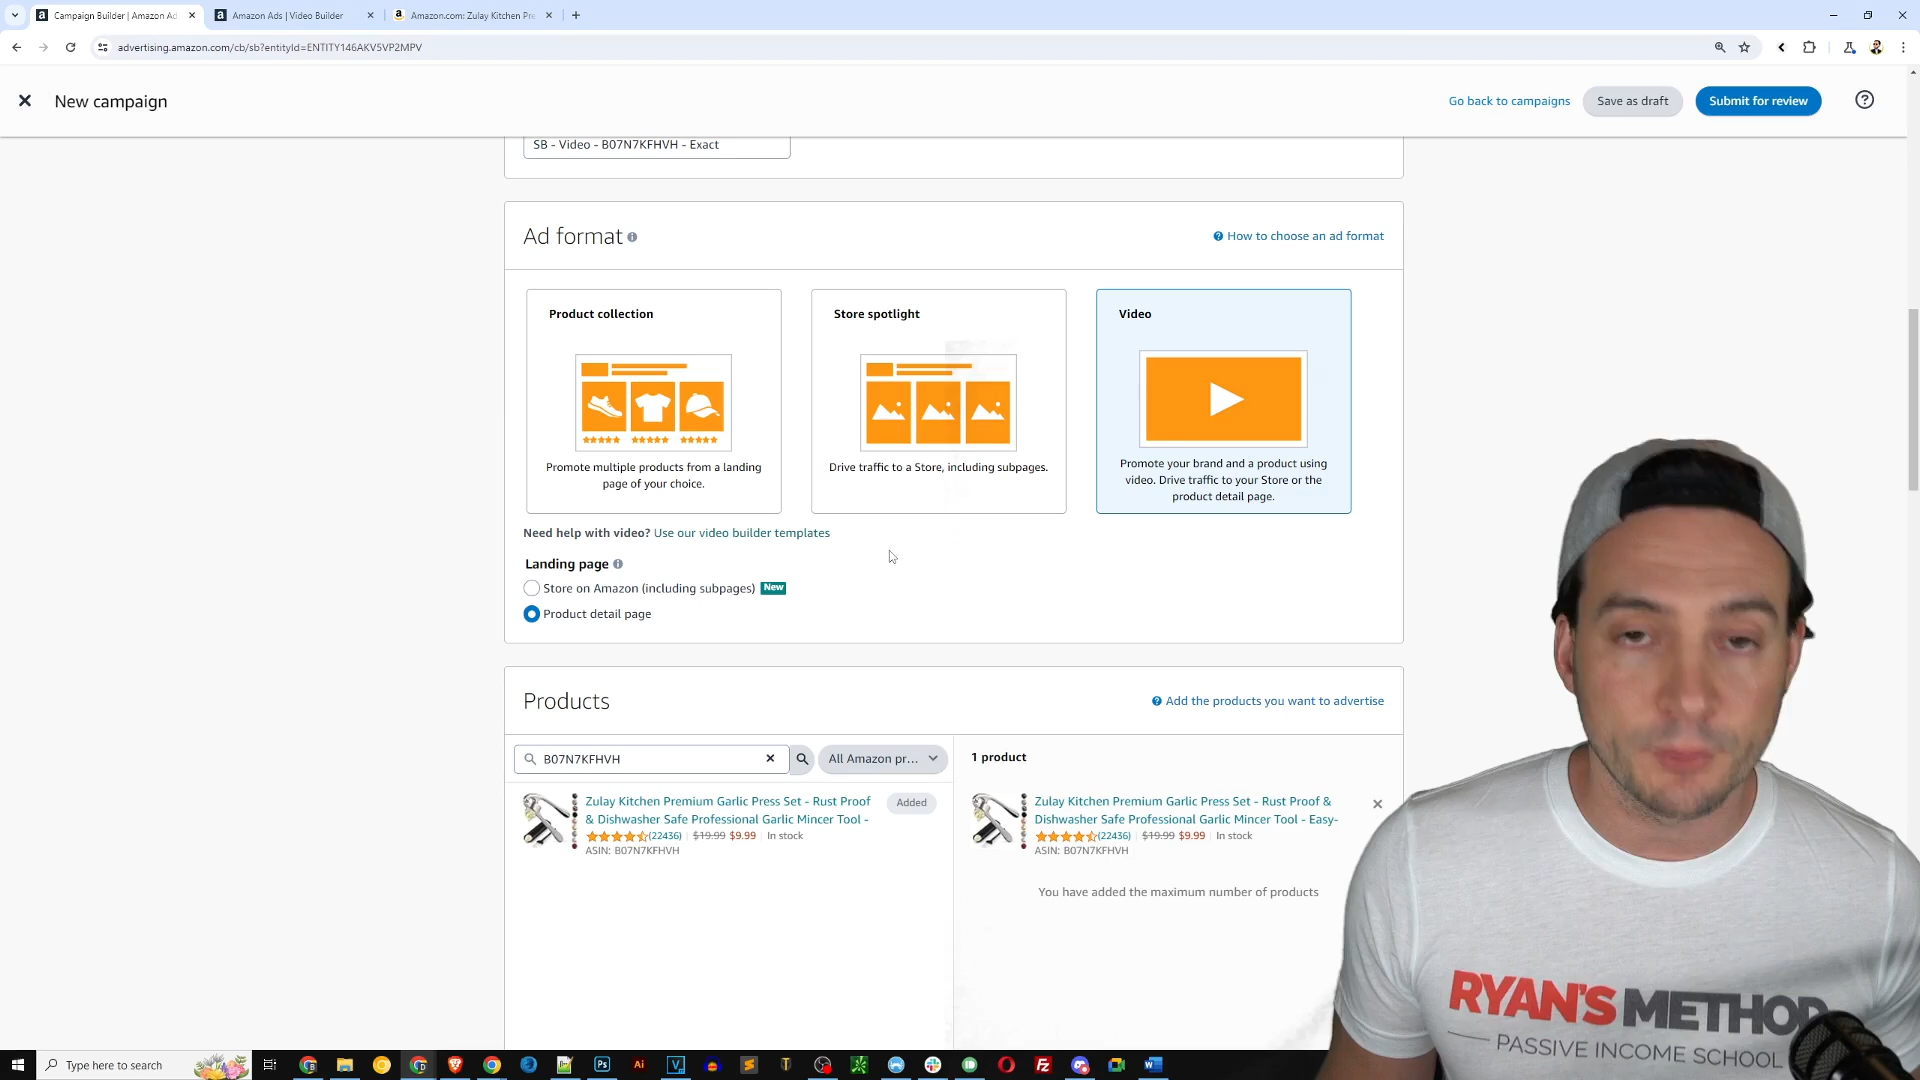 Campaign Builder | Amazon Ad
Amazon Ads | Video Builder
Amazon.com: Zulay Kitchen Pre
advertising.amazon.com/cb/sb?entityId=ENTITY146AKV5VP2MPV
New campaign
Go back to campaigns
Save as draft
Submit for review
SB - Video - B07N7KFHVH - Exact
Ad format
How to choose an ad format
Product collection
Promote multiple products from a landing
page of your choice.
Store spotlight
Drive traffic to a Store, including subpages.
Video
Promote your brand and a product using
video. Drive traffic to your Store or the
product detail page.
Need help with video? Use our video builder templates
Landing page
Store on Amazon (including subpages) New
Product detail page
Products
Add the products you want to advertise
B07N7KFHVH
All Amazon pr...
1 product
Zulay Kitchen Premium Garlic Press Set - Rust Proof
& Dishwasher Safe Professional Garlic Mincer Tool -
(22436) $19.99 $9.99 In stock
ASIN: B07N7KFHVH
Added
Zulay Kitchen Premium Garlic Press Set - Rust Proof &
Dishwasher Safe Professional Garlic Mincer Tool - Easy-
(22436) $19.99 $9.99 In stock
ASIN: B07N7KFHVH
You have added the maximum number of products
RYAN'S METHOD
PASSIVE INCOME SCHOOL
Type here to search